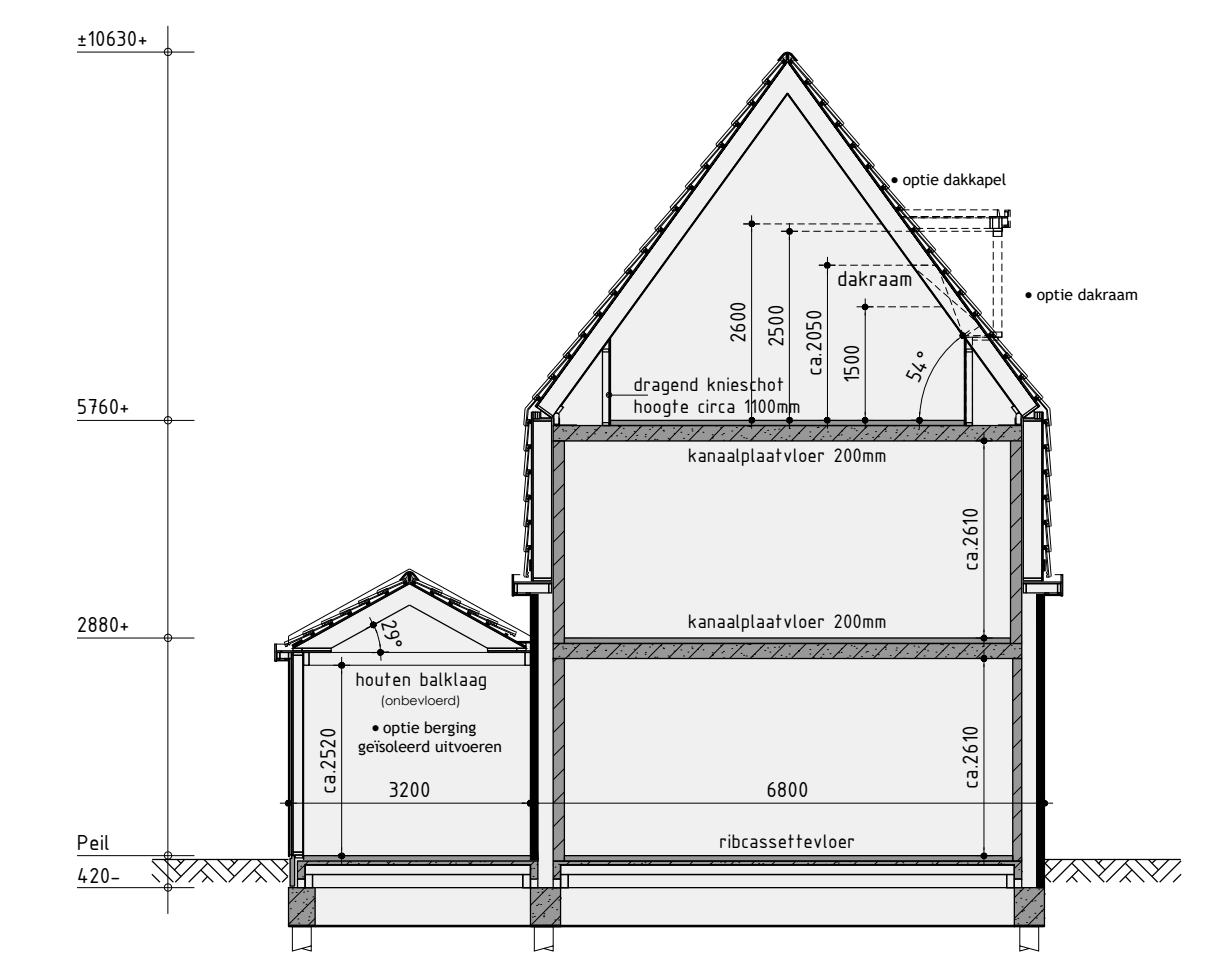 ±10630+
• optie dakkapel
dakraam
• optie dakraam
2600
2500
ca.2050
1500
54°
dragend knieschot
hoogte circa 1100mm
5760+
kanaalplaatvloer 200mm
ca.2610
2880+
kanaalplaatvloer 200mm
29°
houten balklaag
(onbevloerd)
• optie berging
geïsoleerd uitvoeren
ca.2520
ca.2610
3200
6800
Peil
ribcassettevloer
420-